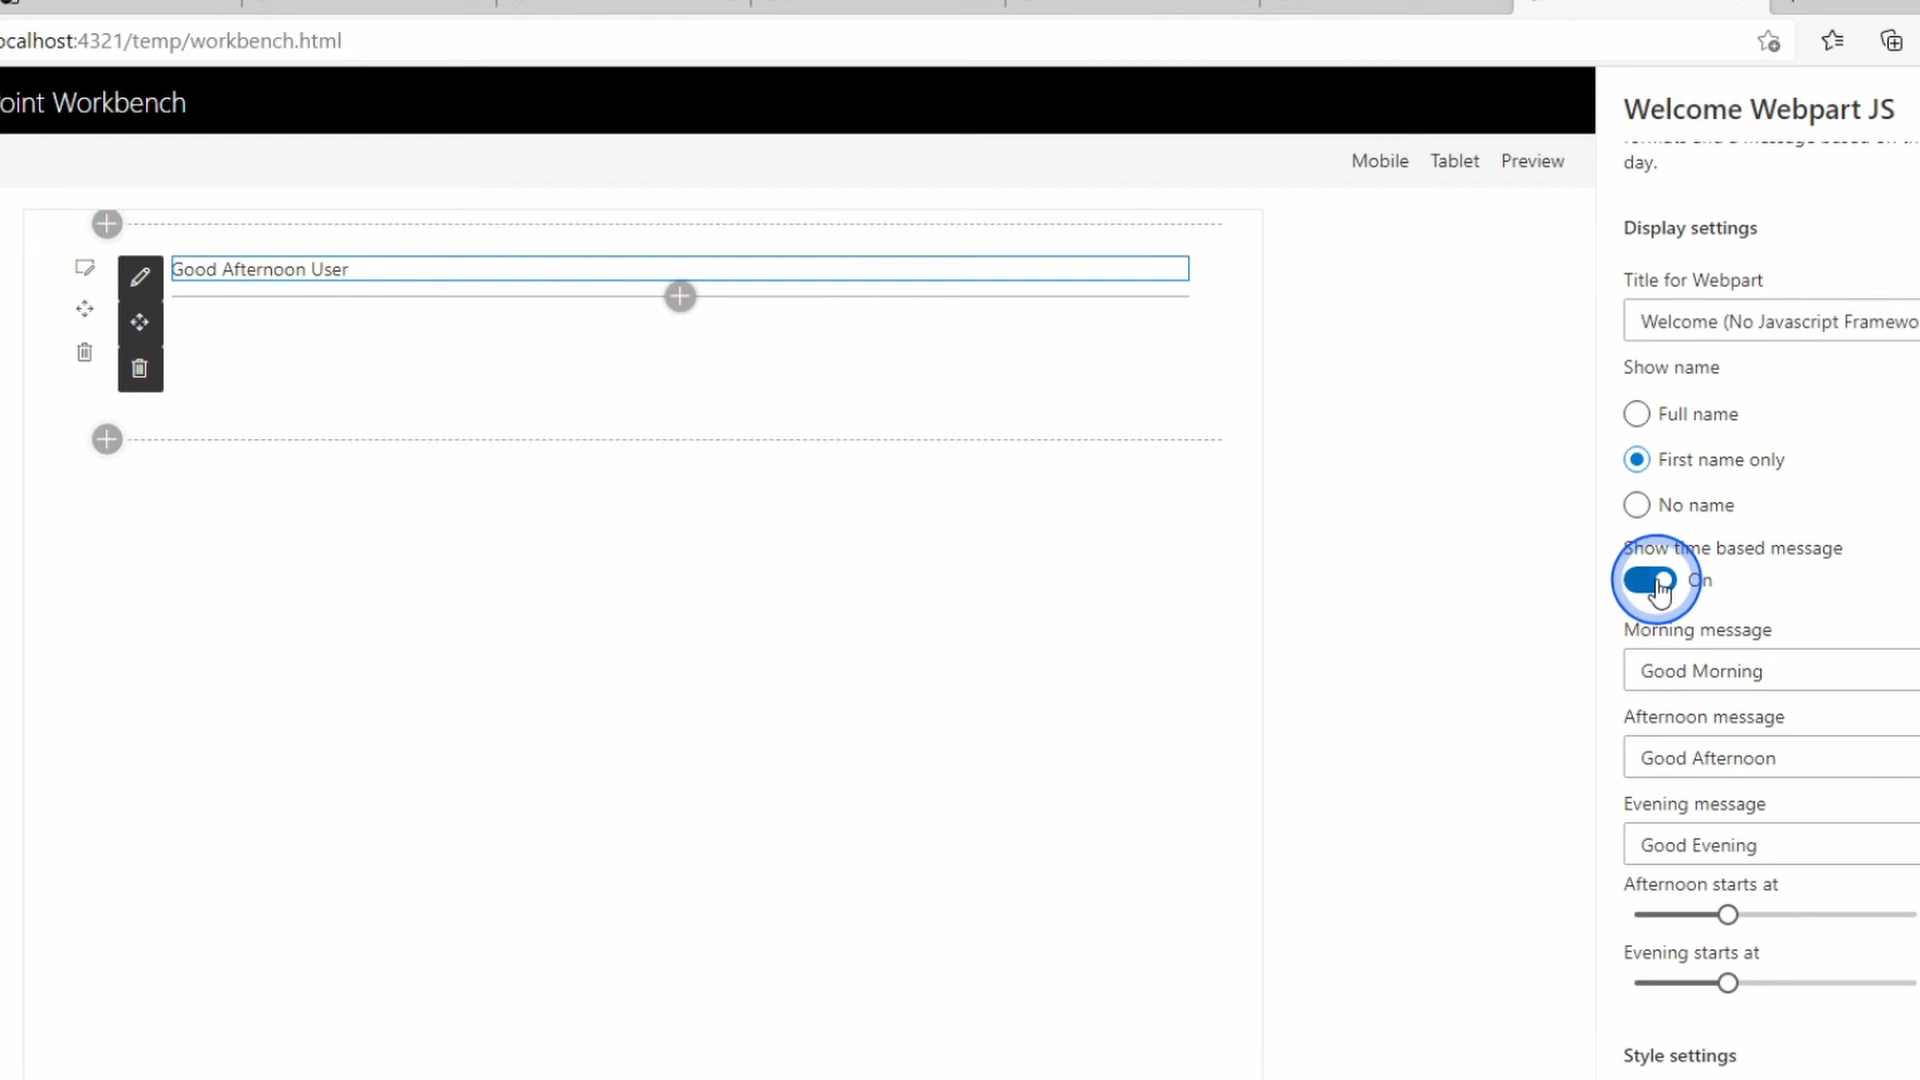 ocalhost:4321/temp/workbench.html
oint Workbench
Welcome Webpart JS
day.
Mobile Tablet Preview
Display settings
Good Afternoon User
Title for Webpart
Welcome (No Javascript Framewo
Show name
Full name
First name only
No name
Show time based message
On
Morning message
Good Morning
Afternoon message
Good Afternoon
Evening message
Good Evening
Afternoon starts at
Evening starts at
Style settings